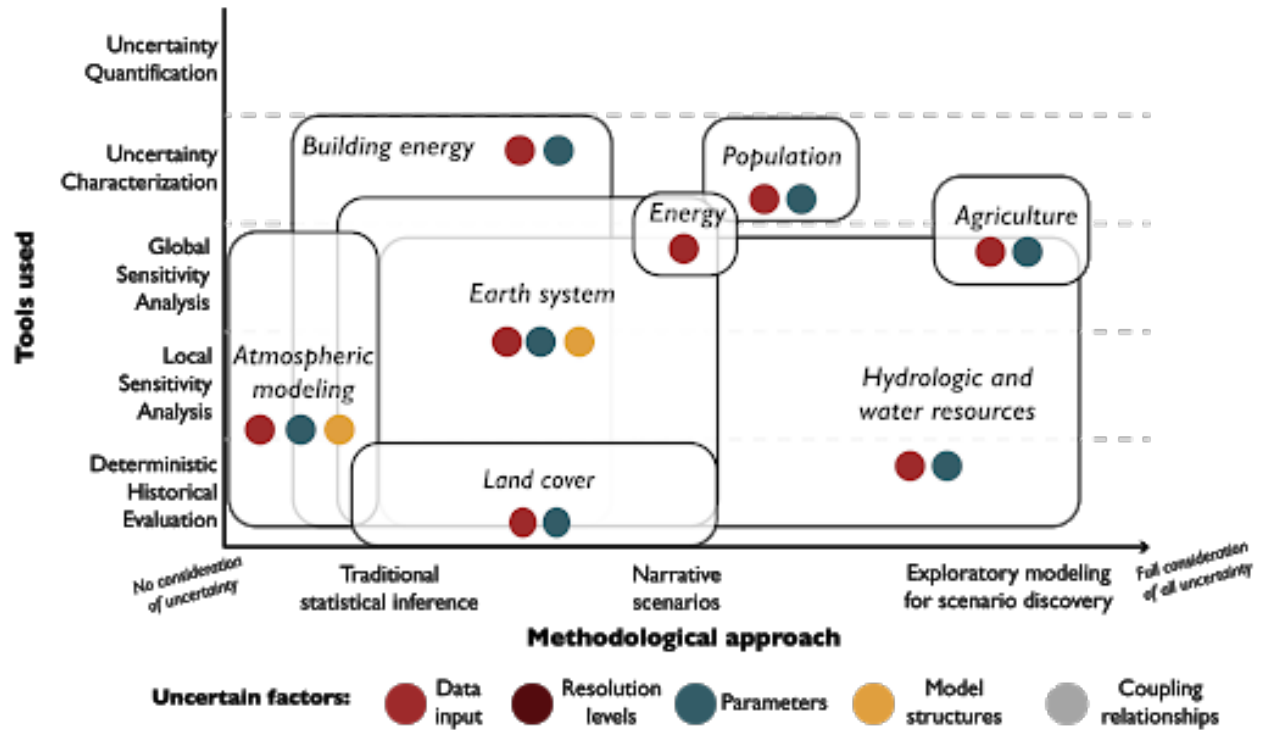 Uncertainty
Quantification
Uncertainty
Characterization
Global
Sensitivity
Analysis
Local
Sensitivity
Analysis
Deterministic
Historical
Evaluation
Tools used
Building energy
Population
Energy
Agriculture
Earth system
Atmospheric
modeling
Hydrologic and
water resources
Land cover
No consideration
of uncertainty
Traditional
statistical inference
Narrative
scenarios
Exploratory modeling
for scenario discovery
Full consideration
of all uncertainty
Methodological approach
Uncertain factors:
Data
input
Resolution
levels
Parameters
Model
structures
Coupling
relationships